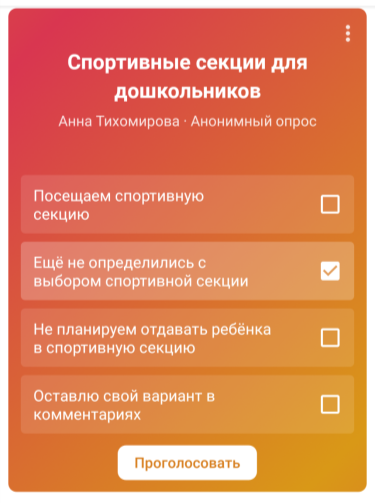 Спортивные секции для
дошкольников
Анна Тихомирова · Анонимный опрос
Посещаем спортивную
секцию
Ещё не определились с
выбором спортивной секции
Не планируем отдавать ребёнка
в спортивную секцию
Оставлю свой вариант в
комментариях
Проголосовать